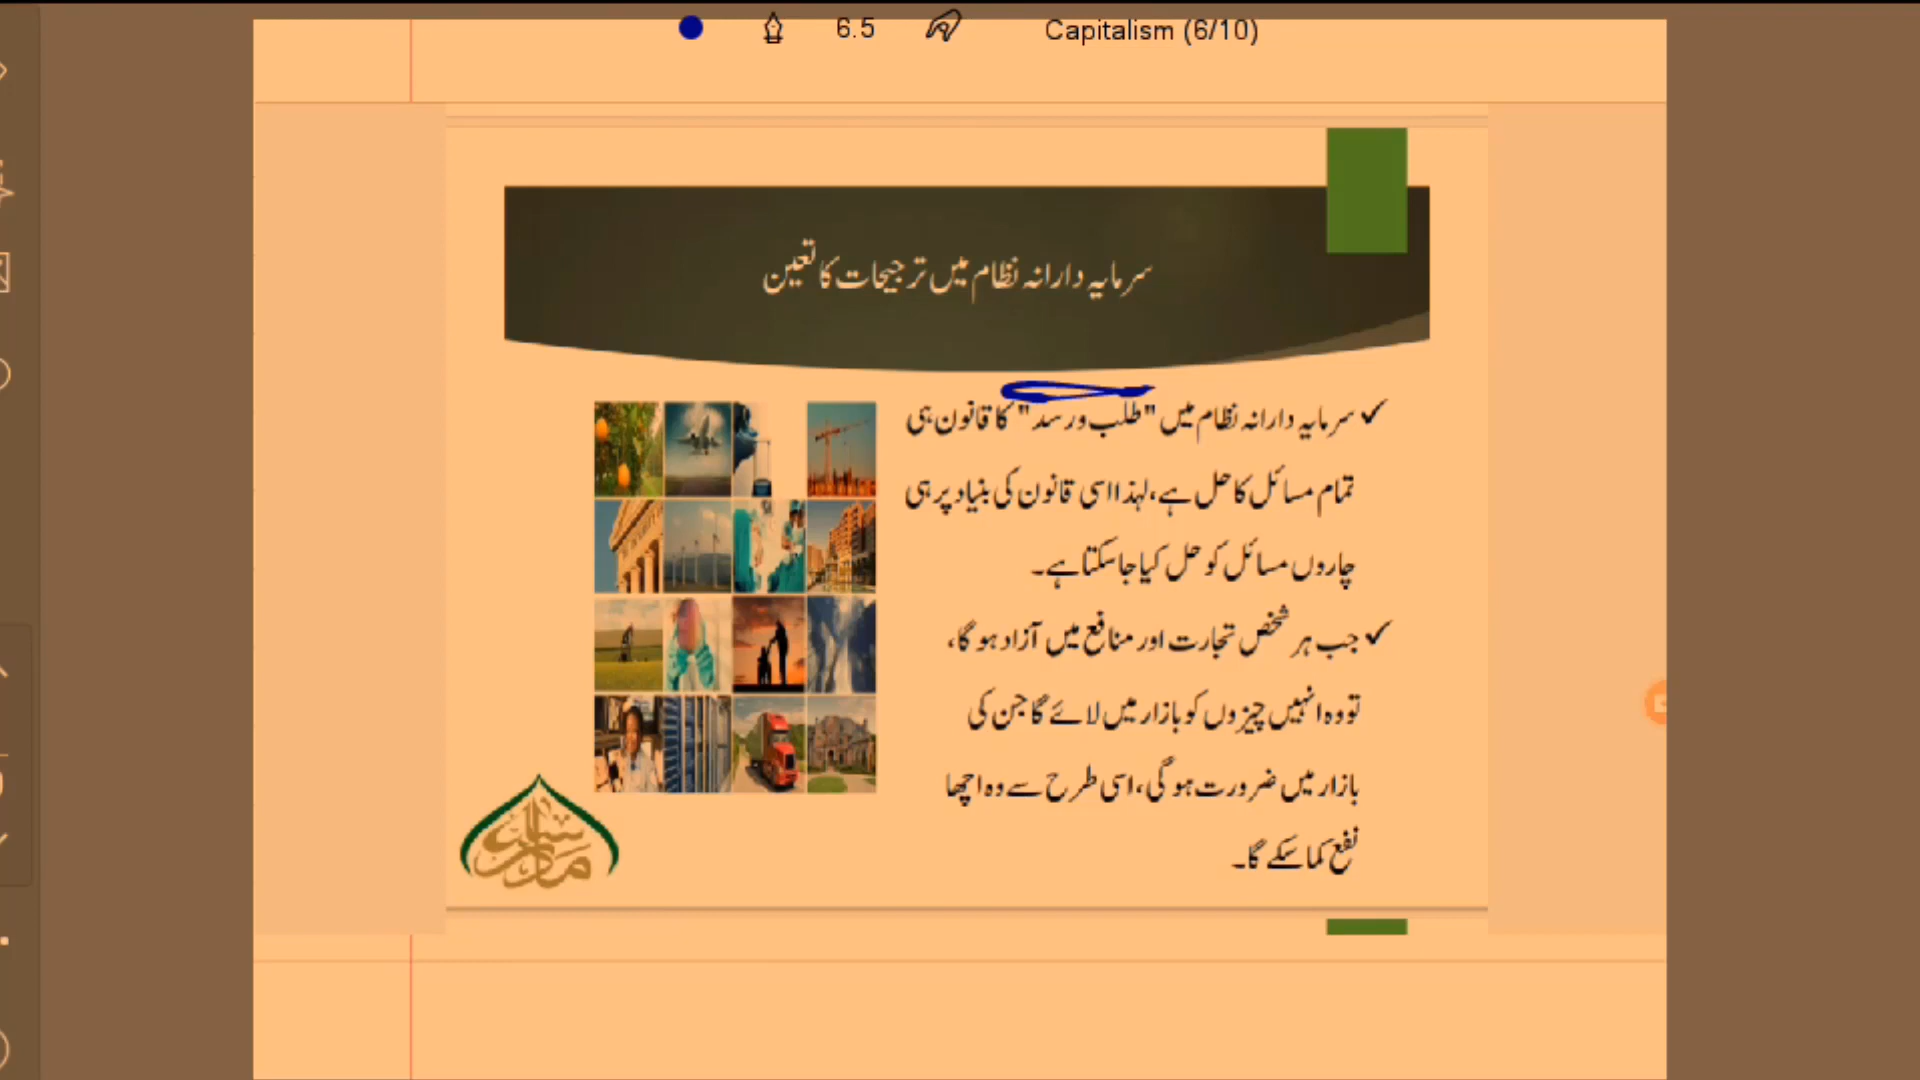 6.5
Capitalism (6/10)
سرمایہ دارانہ نظام میں ترجیحات کا تعین
✓ سرمایہ دارانہ نظام میں "طلب و رسد" کا قانون ہی
تمام مسائل کا حل ہے، لہذا اسی قانون کی بنیاد پر ہی
چاروں مسائل کو حل کیا جا سکتا ہے۔
✓ جب ہر شخص تجارت اور منافع میں آزاد ہو گا،
تو وہ انہیں چیزوں کو بازار میں لائے گا جن کی
بازار میں ضرورت ہو گی، اسی طرح سے وہ اچھا
نفع کما سکے گا۔